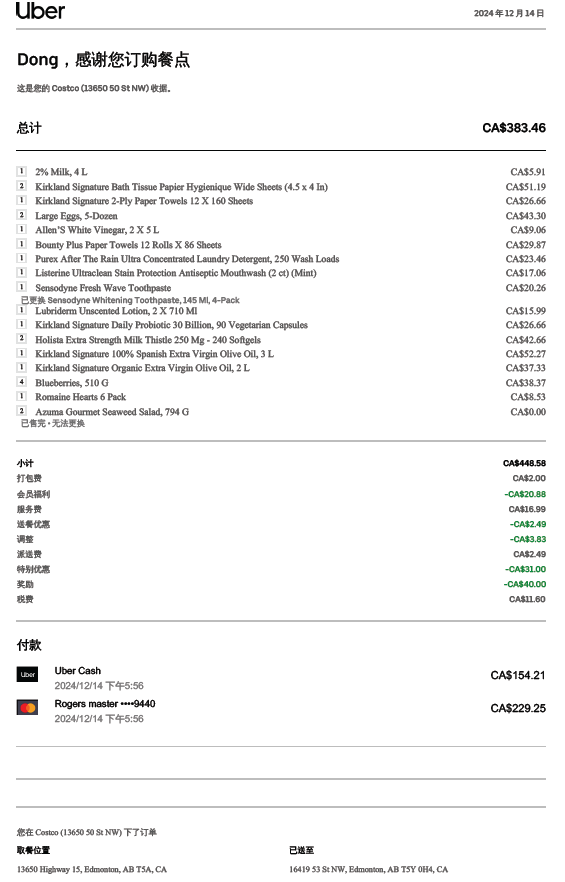 Uber
2024 年 12 月 14 日
Dong，感谢您订购餐点
这是您的 Costco (13650 50 St NW) 收据。
总计 CA$383.46
1 2% Milk, 4 L CA$5.91
2 Kirkland Signature Bath Tissue Papier Hygienique Wide Sheets (4.5 x 4 In) CA$51.19
1 Kirkland Signature 2-Ply Paper Towels 12 X 160 Sheets CA$26.66
2 Large Eggs, 5-Dozen CA$43.30
1 Allen'S White Vinegar, 2 X 5 L CA$9.06
1 Bounty Plus Paper Towels 12 Rolls X 86 Sheets CA$29.87
1 Purex After The Rain Ultra Concentrated Laundry Detergent, 250 Wash Loads CA$23.46
1 Listerine Ultraclean Stain Protection Antiseptic Mouthwash (2 ct) (Mint) CA$17.06
1 Sensodyne Fresh Wave Toothpaste CA$20.26
已更换 Sensodyne Whitening Toothpaste, 145 Ml, 4-Pack
1 Lubriderm Unscented Lotion, 2 X 710 Ml CA$15.99
1 Kirkland Signature Daily Probiotic 30 Billion, 90 Vegetarian Capsules CA$26.66
2 Holista Extra Strength Milk Thistle 250 Mg - 240 Softgels CA$42.66
1 Kirkland Signature 100% Spanish Extra Virgin Olive Oil, 3 L CA$52.27
1 Kirkland Signature Organic Extra Virgin Olive Oil, 2 L CA$37.33
4 Blueberries, 510 G CA$38.37
1 Romaine Hearts 6 Pack CA$8.53
2 Azuma Gourmet Seaweed Salad, 794 G CA$0.00
已售完 • 无法更换
小计 CA$448.58
打包费 CA$2.00
会员福利 -CA$20.88
服务费 CA$16.99
送餐优惠 -CA$2.49
调整 -CA$3.83
派送费 CA$2.49
特别优惠 -CA$31.00
奖励 -CA$40.00
税费 CA$11.60
付款
Uber Uber Cash CA$154.21
2024/12/14 下午5:56
Rogers master ••••9440 CA$229.25
2024/12/14 下午5:56
您在 Costco (13650 50 St NW) 下了订单
取餐位置 已送至
13650 Highway 15, Edmonton, AB T5A, CA 16419 53 St NW, Edmonton, AB T5Y 0H4, CA